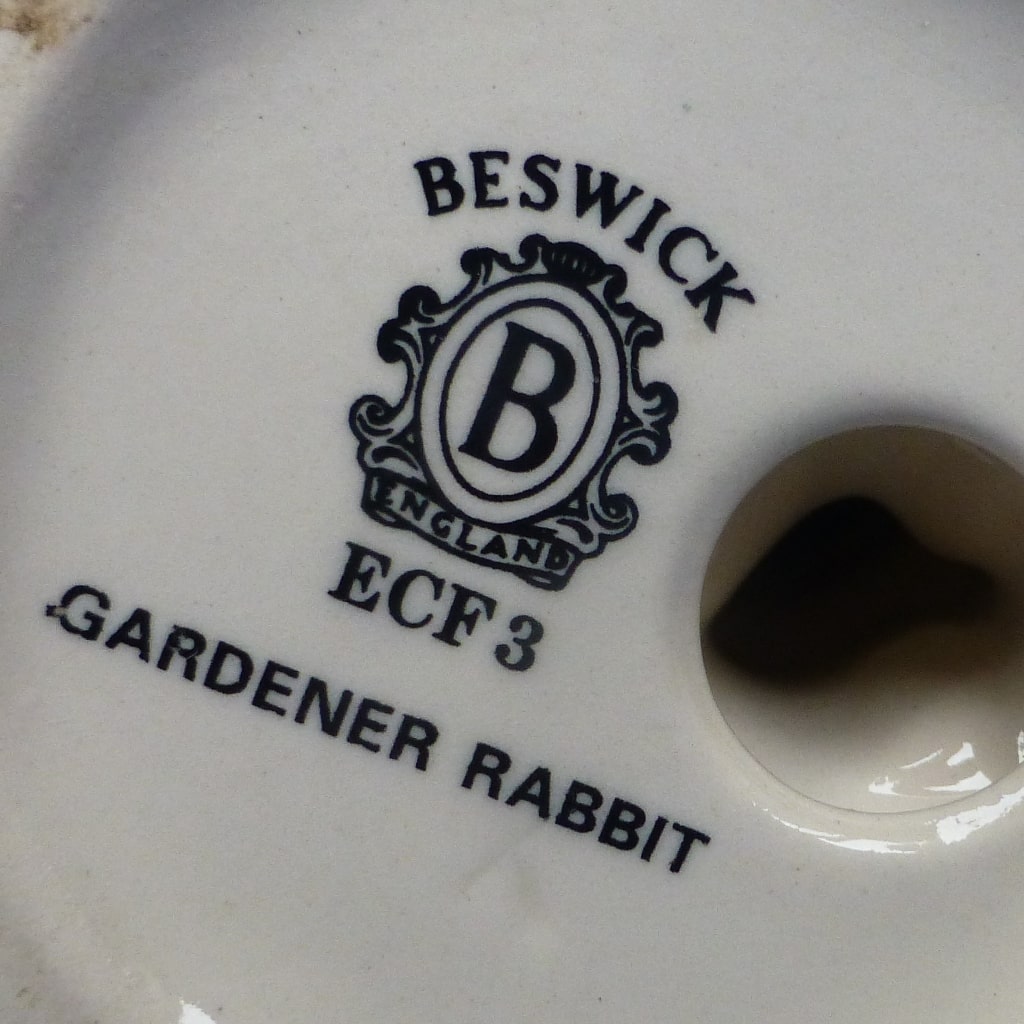 BESWICK
B
ENGLAND
ECF 3
GARDENER RABBIT